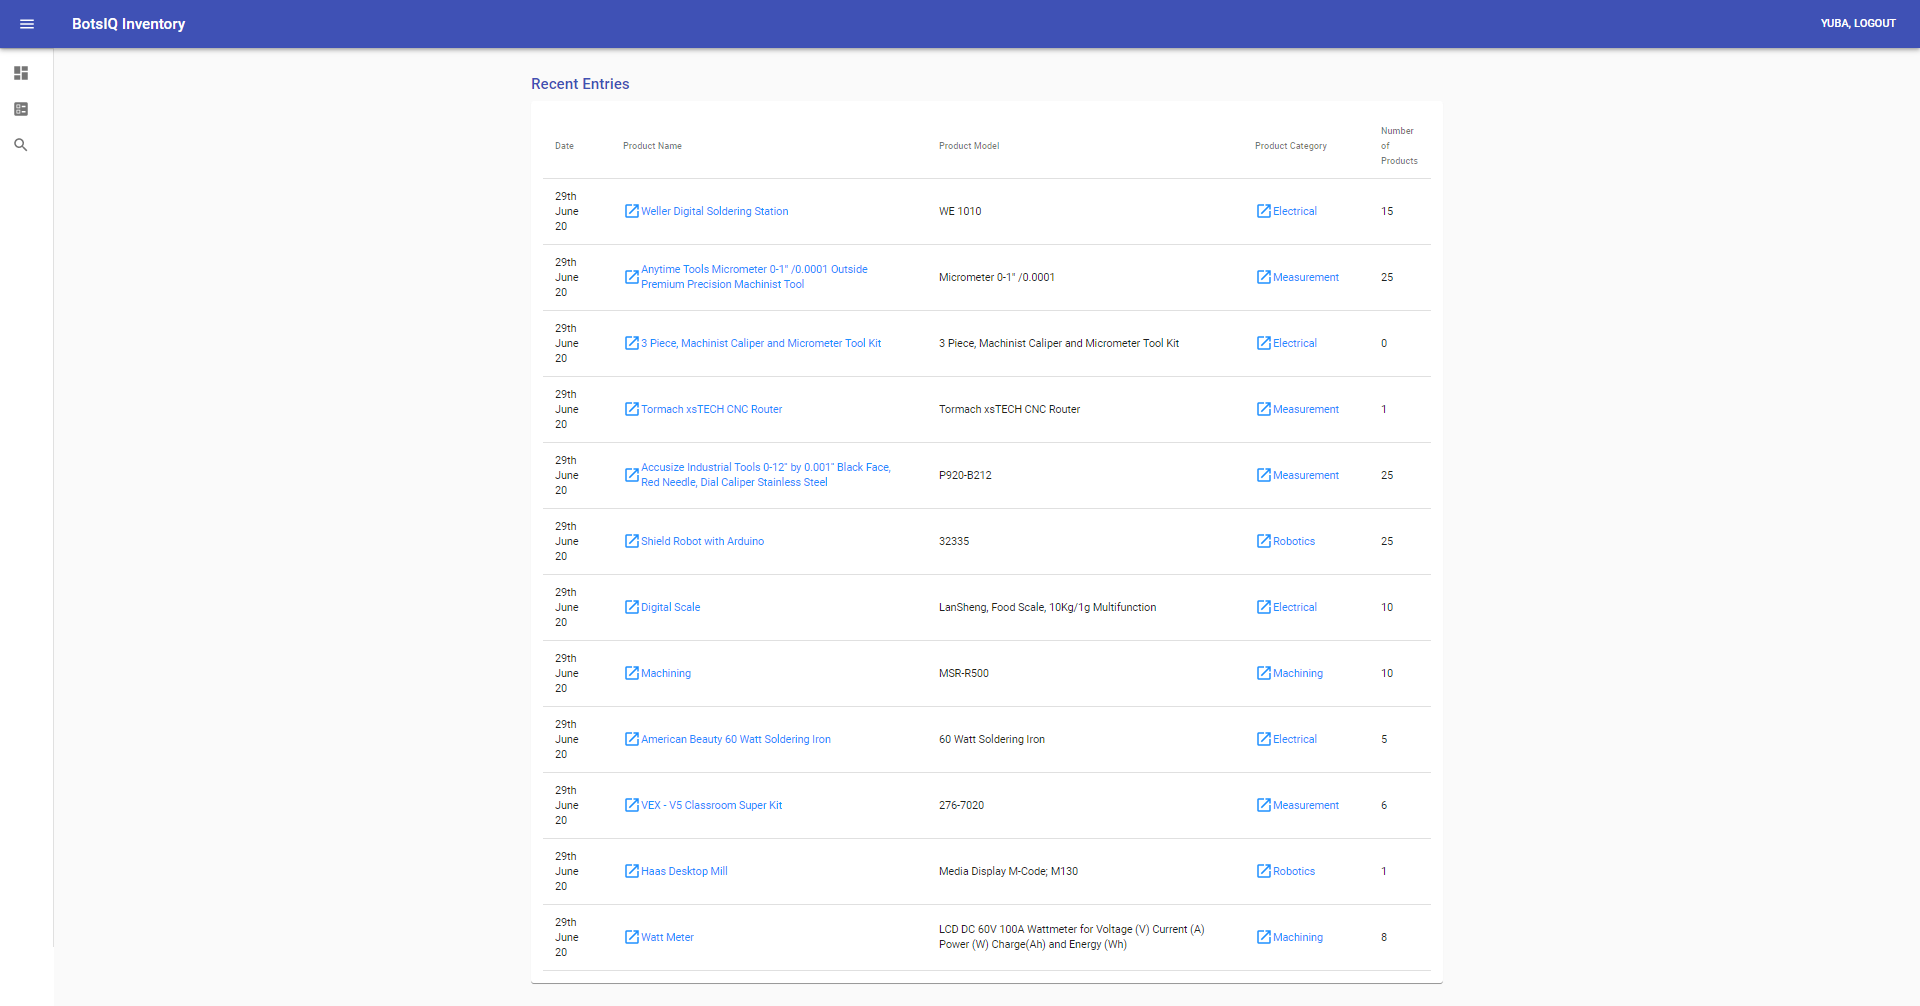 BotsIQ Inventory
YUBA, LOGOUT
Recent Entries
Date
Product Name
Product Model
Product Category
Number
of
Products
29th
June
20
Weller Digital Soldering Station
WE 1010
Electrical
15
29th
June
20
Anytime Tools Micrometer 0-1" /0.0001 Outside
Premium Precision Machinist Tool
Micrometer 0-1" /0.0001
Measurement
25
29th
June
20
3 Piece, Machinist Caliper and Micrometer Tool Kit
3 Piece, Machinist Caliper and Micrometer Tool Kit
Electrical
0
29th
June
20
Tormach xsTECH CNC Router
Tormach xsTECH CNC Router
Measurement
1
29th
June
20
Accusize Industrial Tools 0-12" by 0.001" Black Face,
Red Needle, Dial Caliper Stainless Steel
P920-B212
Measurement
25
29th
June
20
Shield Robot with Arduino
32335
Robotics
25
29th
June
20
Digital Scale
LanSheng, Food Scale, 10Kg/1g Multifunction
Electrical
10
29th
June
20
Machining
MSR-R500
Machining
10
29th
June
20
American Beauty 60 Watt Soldering Iron
60 Watt Soldering Iron
Electrical
5
29th
June
20
VEX - V5 Classroom Super Kit
276-7020
Measurement
6
29th
June
20
Haas Desktop Mill
Media Display M-Code; M130
Robotics
1
29th
June
20
Watt Meter
LCD DC 60V 100A Wattmeter for Voltage (V) Current (A)
Power (W) Charge(Ah) and Energy (Wh)
Machining
8